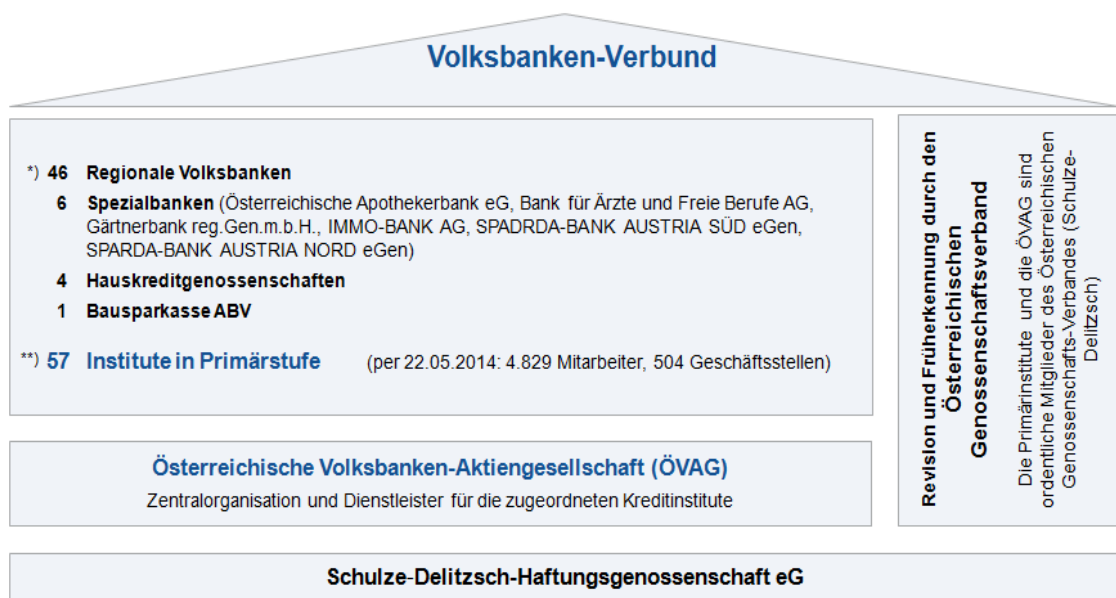 Volksbanken-Verbund
*) 46 Regionale Volksbanken
6 Spezialbanken (Österreichische Apothekerbank eG, Bank für Ärzte und Freie Berufe AG,
Gärtnerbank reg.Gen.m.b.H., IMMO-BANK AG, SPADRDA-BANK AUSTRIA SÜD eGen,
SPARDA-BANK AUSTRIA NORD eGen)
4 Hauskreditgenossenschaften
1 Bausparkasse ABV
**) 57 Institute in Primärstufe (per 22.05.2014: 4.829 Mitarbeiter, 504 Geschäftsstellen)
Österreichische Volksbanken-Aktiengesellschaft (ÖVAG)
Zentralorganisation und Dienstleister für die zugeordneten Kreditinstitute
Revision und Früherkennung durch den
Österreichischen
Genossenschaftsverband
Die Primärinstitute und die ÖVAG sind
ordentliche Mitglieder des Österreichischen
Genossenschafts-Verbandes (Schulze-
Delitzsch)
Schulze-Delitzsch-Haftungsgenossenschaft eG